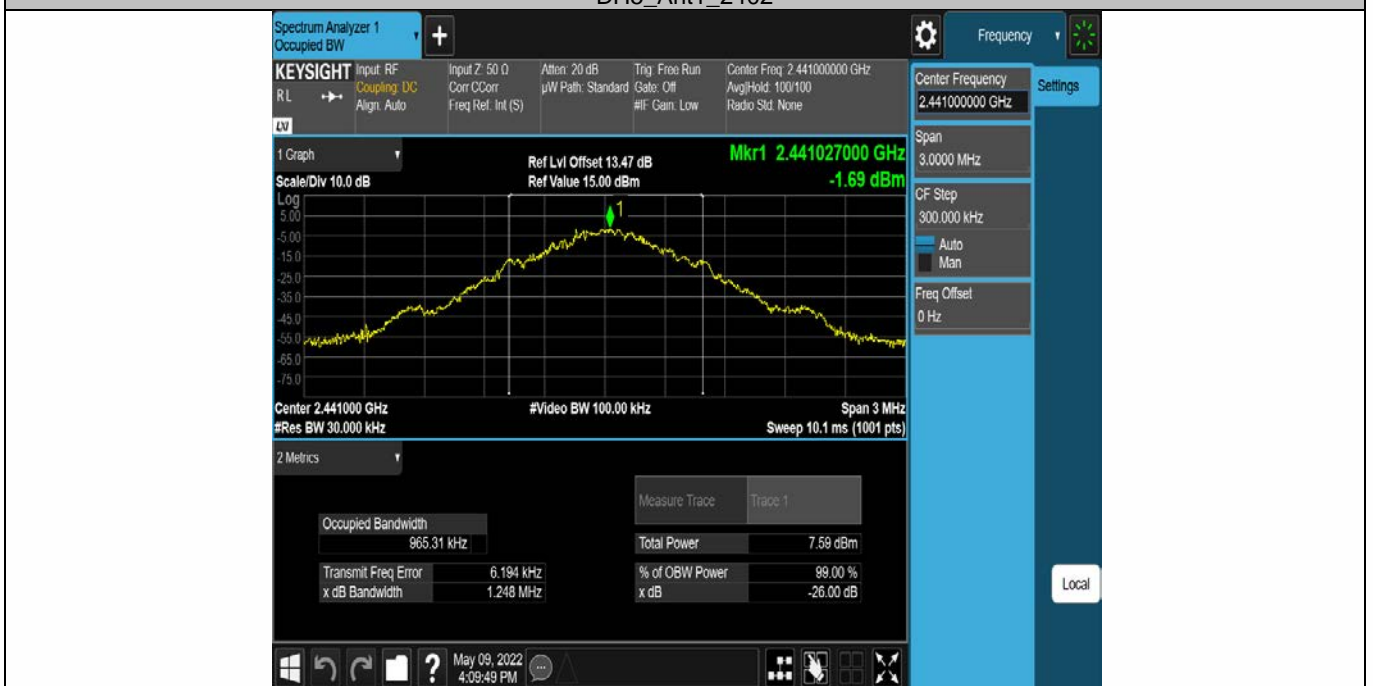 Spectrum Analyzer 1
Occupied BW
+
Frequency
KEYSIGHT
RL
LXI
Input: RF
Coupling: DC
Align: Auto
Input Z: 50 Ω
Corr CCorr
Freq Ref: Int (S)
Atten: 20 dB
µW Path: Standard
Trig: Free Run
Gate: Off
#IF Gain: Low
Center Freq: 2.441000000 GHz
Avg|Hold: 100/100
Radio Std: None
Center Frequency
2.441000000 GHz
Settings
Span
3.0000 MHz
CF Step
300.000 kHz
Auto
Man
Freq Offset
0 Hz
1 Graph
Ref Lvl Offset 13.47 dB
Mkr1 2.441027000 GHz
Scale/Div 10.0 dB
Ref Value 15.00 dBm
-1.69 dBm
Log
1
5.00
-5.00
-15.0
-25.0
-35.0
-45.0
-55.0
-65.0
-75.0
Center 2.441000 GHz
#Video BW 100.00 kHz
Span 3 MHz
#Res BW 30.000 kHz
Sweep 10.1 ms (1001 pts)
2 Metrics
Measure Trace
Trace 1
Occupied Bandwidth
965.31 kHz
Total Power
7.59 dBm
Transmit Freq Error
6.194 kHz
% of OBW Power
99.00 %
x dB Bandwidth
1.248 MHz
x dB
-26.00 dB
Local
?
May 09, 2022
4:09:49 PM